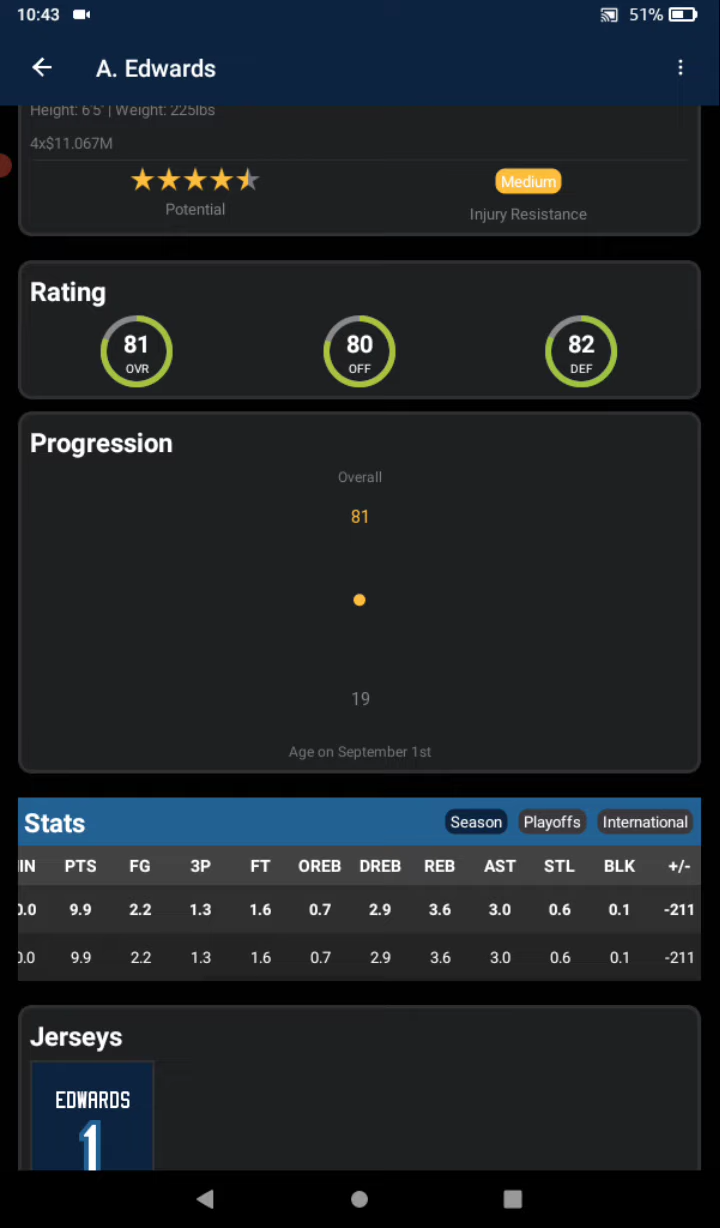 10:43 51%
A. Edwards
Height: 6'5" | Weight: 225lbs
4x$11.067M
Medium
Potential Injury Resistance
Rating
81 80 82
OVR OFF DEF
Progression
Overall
81
19
Age on September 1st
Stats Season Playoffs International
PTS FG 3P FT OREB DREB REB AST STL BLK +/-
9.9 2.2 1.3 1.6 0.7 2.9 3.6 3.0 0.6 0.1 -211
9.9 2.2 1.3 1.6 0.7 2.9 3.6 3.0 0.6 0.1 -211
Jerseys
EDWARDS
1